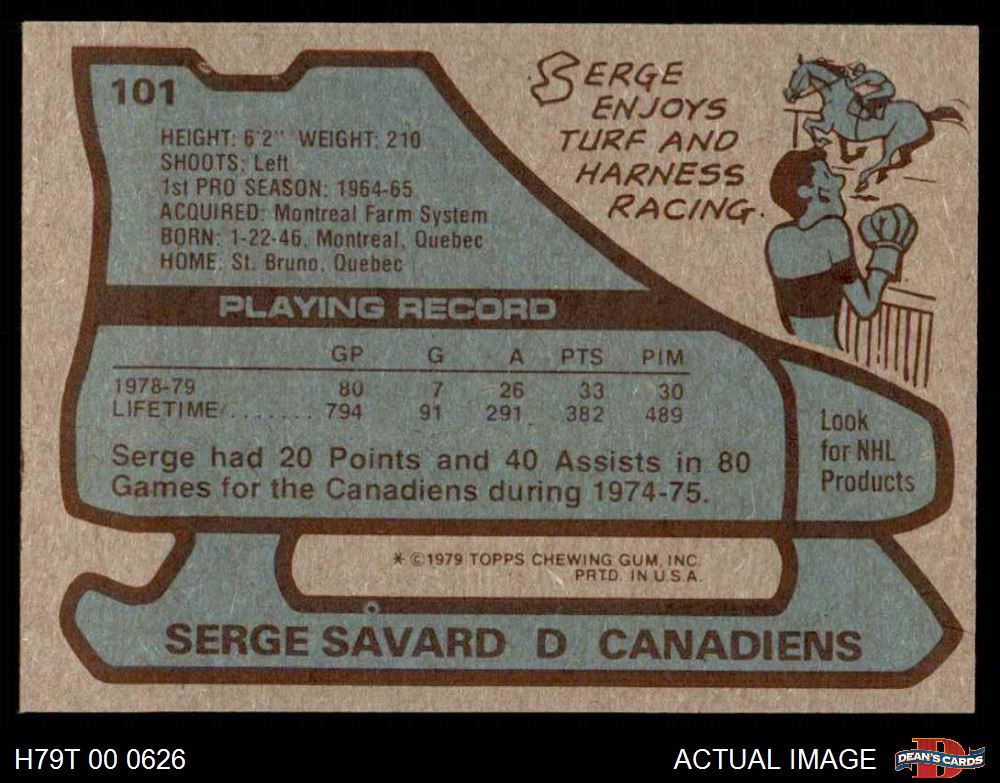 101
HEIGHT: 6'2" WEIGHT: 210
SHOOTS: Left
1st PRO SEASON: 1964-65
ACQUIRED: Montreal Farm System
BORN: 1-22-46, Montreal, Quebec
HOME: St. Bruno, Quebec
SERGE
ENJOYS
TURF AND
HARNESS
RACING.
PLAYING RECORD
GP G A PTS PIM
1978-79 80 7 26 33 30
LIFETIME ........ 794 91 291 382 489
Serge had 20 Points and 40 Assists in 80
Games for the Canadiens during 1974-75.
Look
for NHL
Products
* ©1979 TOPPS CHEWING GUM, INC.
PRTD. IN U.S.A.
SERGE SAVARD D CANADIENS
H79T 00 0626
ACTUAL IMAGE
DEAN'S CARDS